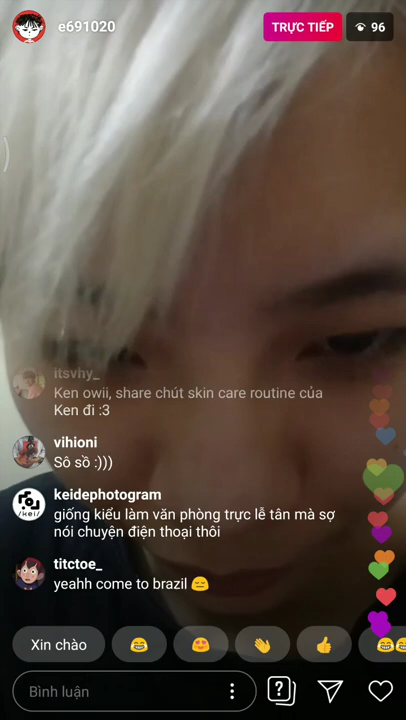 e691020
TRỰC TIẾP
96
itsvhy_
Ken owii, share chút skin care routine của
Ken đi :3
vihioni
Sô sồ :)))
/kei/
keidephotogram
giống kiểu làm văn phòng trực lễ tân mà sợ
nói chuyện điện thoại thôi
titctoe_
yeahh come to brazil 😔
Xin chào
😂 😍 👏 👍 😂😂
Bình luận